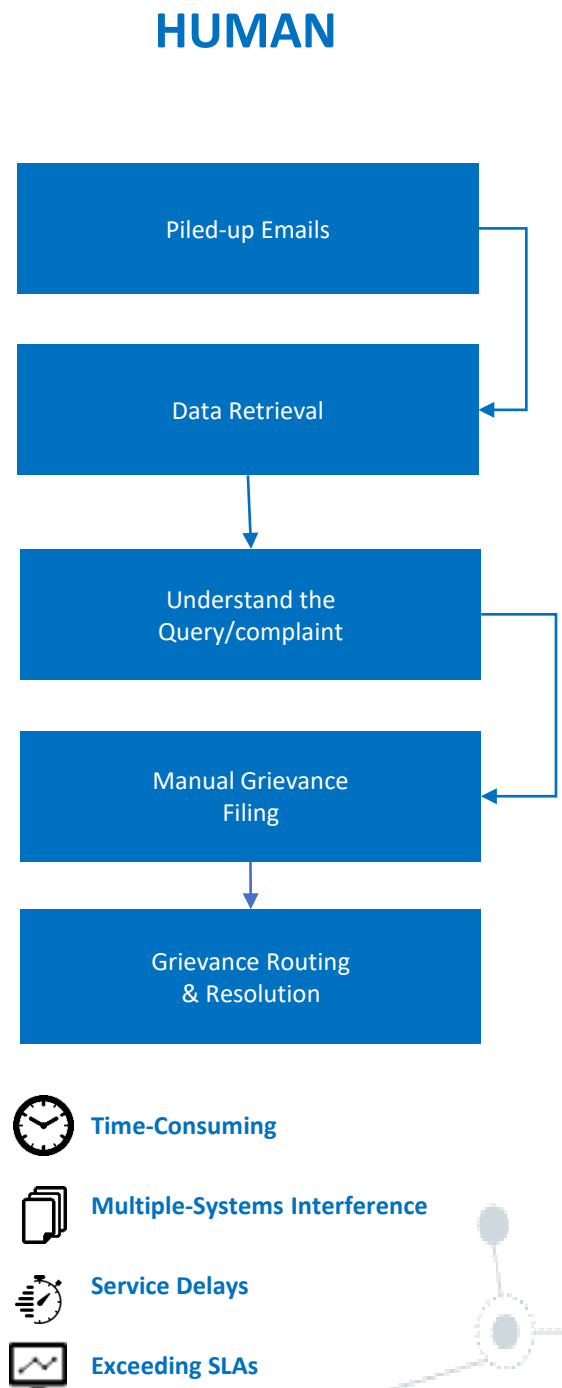 HUMAN
Piled-up Emails
Data Retrieval
Understand the
Query/complaint
Manual Grievance
Filing
Grievance Routing
& Resolution
Time-Consuming
Multiple-Systems Interference
Service Delays
Exceeding SLAs